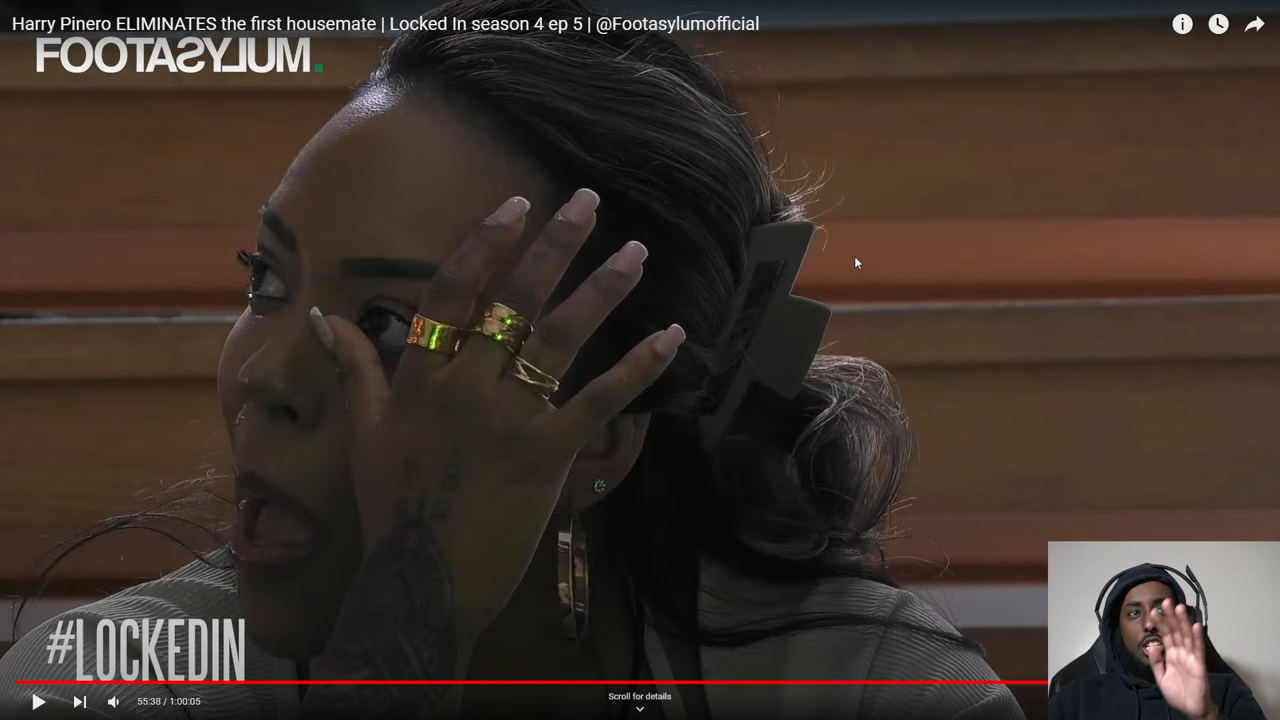 Harry Pinero ELIMINATES the first housemate | Locked In season 4 ep 5 | @Footasylumofficial
FOOTASYLUM.
#LOCKEDIN
Scroll for details
55:38 / 1:00:05